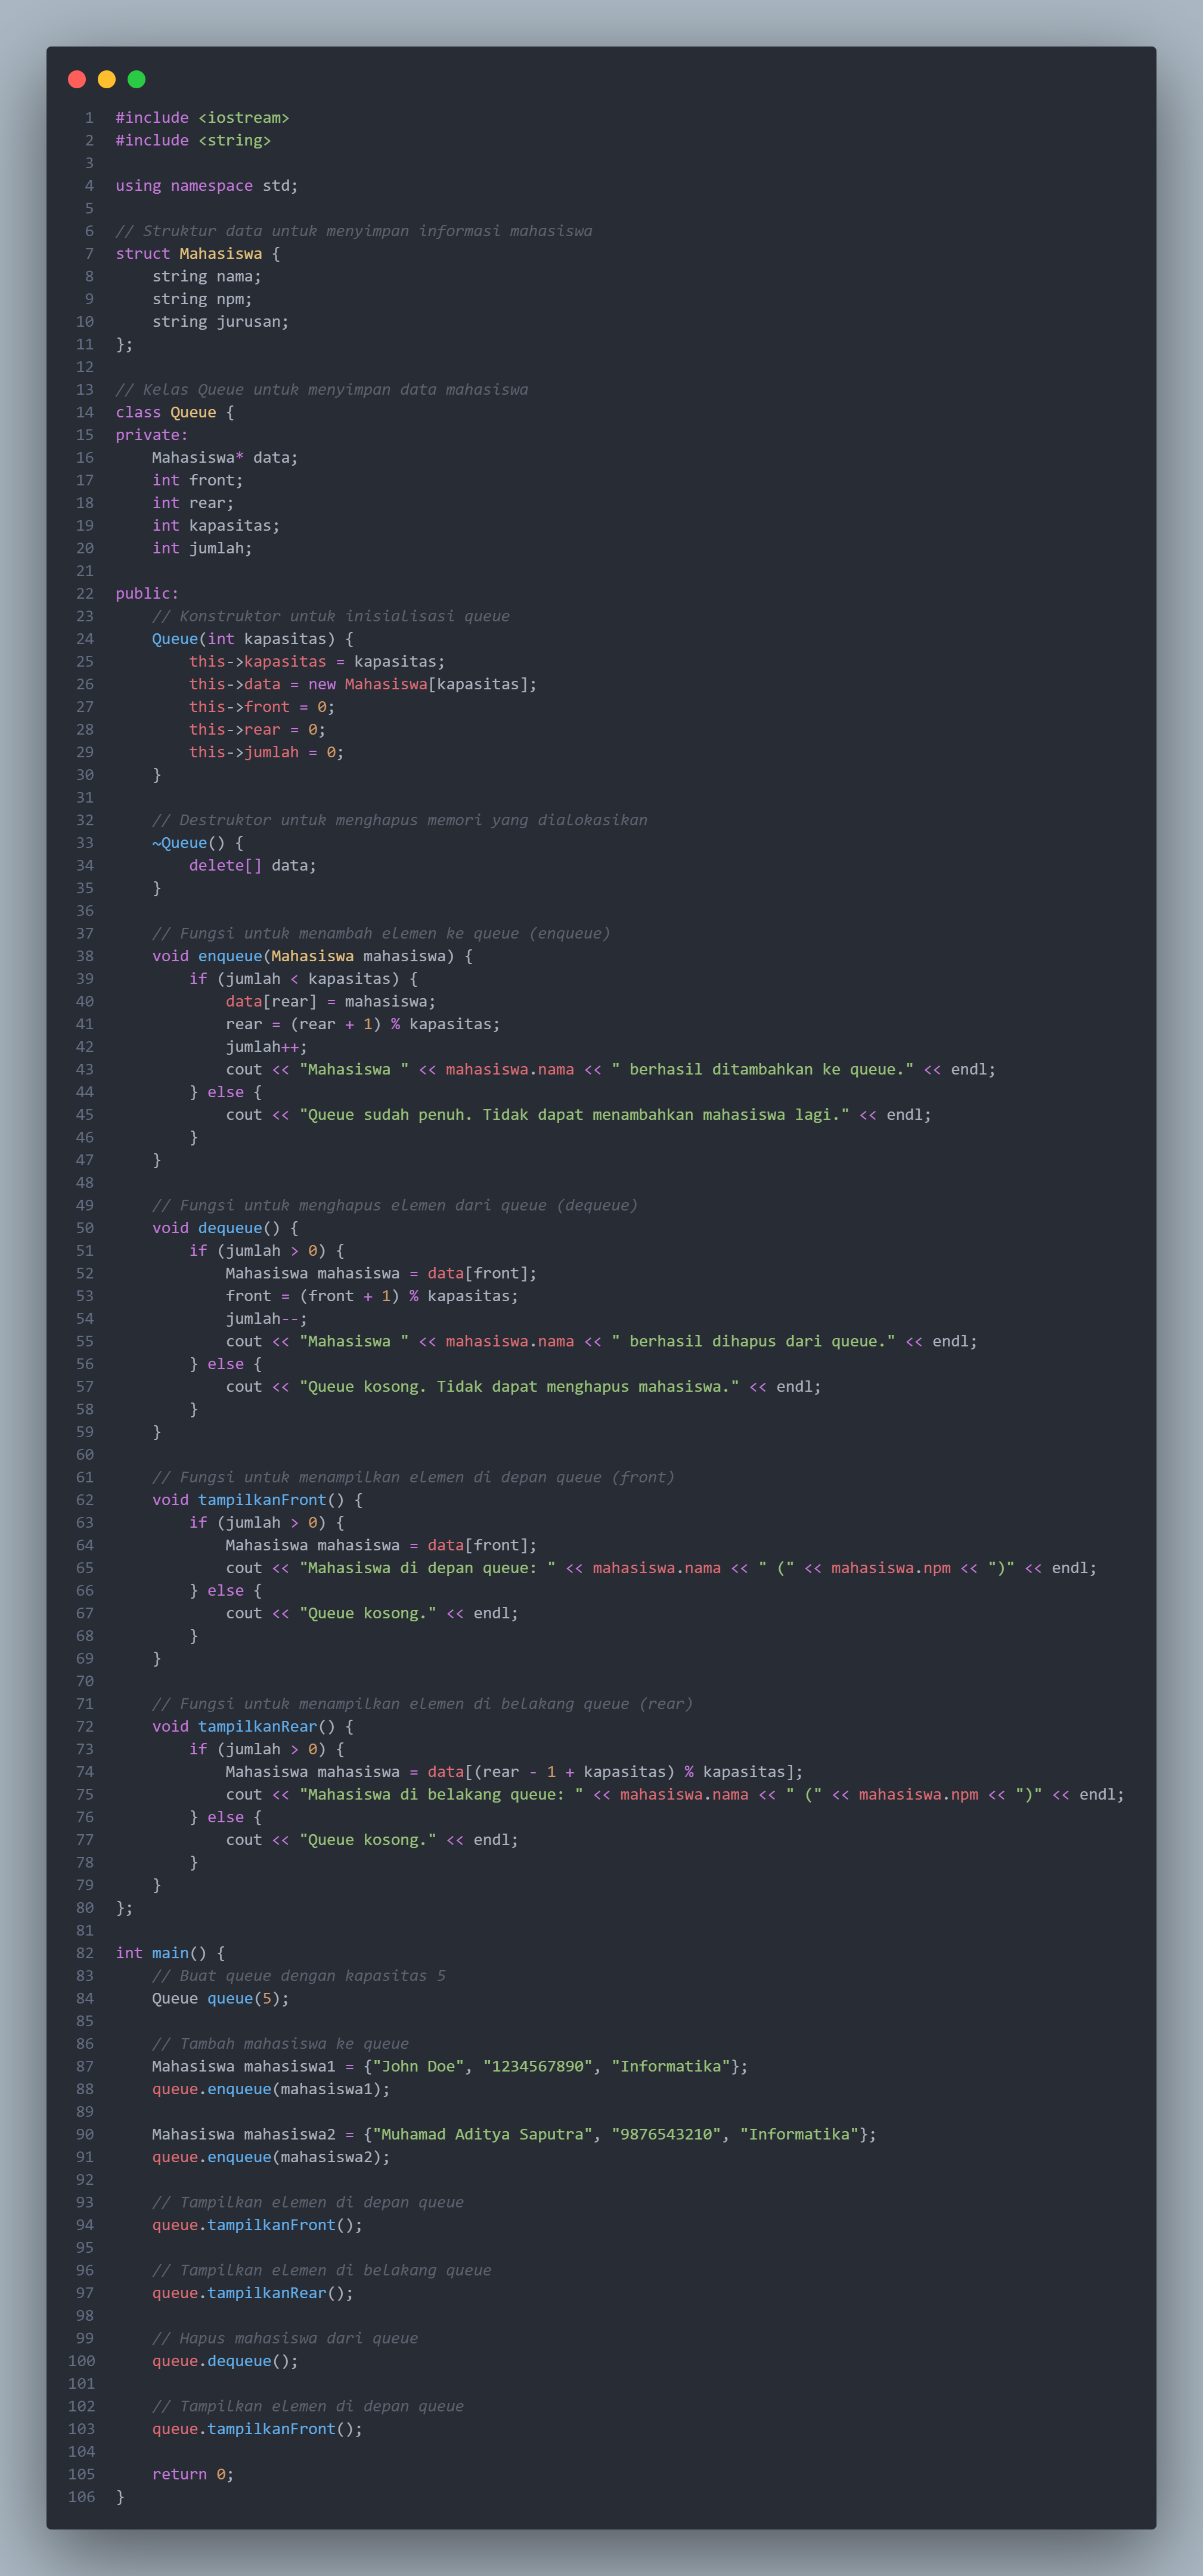 1 #include <iostream>
2 #include <string>
3
4 using namespace std;
5
6 // Struktur data untuk menyimpan informasi mahasiswa
7 struct Mahasiswa {
8     string nama;
9     string npm;
10     string jurusan;
11 };
12
13 // Kelas Queue untuk menyimpan data mahasiswa
14 class Queue {
15 private:
16     Mahasiswa* data;
17     int front;
18     int rear;
19     int kapasitas;
20     int jumlah;
21
22 public:
23     // Konstruktor untuk inisialisasi queue
24     Queue(int kapasitas) {
25         this->kapasitas = kapasitas;
26         this->data = new Mahasiswa[kapasitas];
27         this->front = 0;
28         this->rear = 0;
29         this->jumlah = 0;
30     }
31
32     // Destruktor untuk menghapus memori yang dialokasikan
33     ~Queue() {
34         delete[] data;
35     }
36
37     // Fungsi untuk menambah elemen ke queue (enqueue)
38     void enqueue(Mahasiswa mahasiswa) {
39         if (jumlah < kapasitas) {
40             data[rear] = mahasiswa;
41             rear = (rear + 1) % kapasitas;
42             jumlah++;
43             cout << "Mahasiswa " << mahasiswa.nama << " berhasil ditambahkan ke queue." << endl;
44         } else {
45             cout << "Queue sudah penuh. Tidak dapat menambahkan mahasiswa lagi." << endl;
46         }
47     }
48
49     // Fungsi untuk menghapus elemen dari queue (dequeue)
50     void dequeue() {
51         if (jumlah > 0) {
52             Mahasiswa mahasiswa = data[front];
53             front = (front + 1) % kapasitas;
54             jumlah--;
55             cout << "Mahasiswa " << mahasiswa.nama << " berhasil dihapus dari queue." << endl;
56         } else {
57             cout << "Queue kosong. Tidak dapat menghapus mahasiswa." << endl;
58         }
59     }
60
61     // Fungsi untuk menampilkan elemen di depan queue (front)
62     void tampilkanFront() {
63         if (jumlah > 0) {
64             Mahasiswa mahasiswa = data[front];
65             cout << "Mahasiswa di depan queue: " << mahasiswa.nama << " (" << mahasiswa.npm << ")" << endl;
66         } else {
67             cout << "Queue kosong." << endl;
68         }
69     }
70
71     // Fungsi untuk menampilkan elemen di belakang queue (rear)
72     void tampilkanRear() {
73         if (jumlah > 0) {
74             Mahasiswa mahasiswa = data[(rear - 1 + kapasitas) % kapasitas];
75             cout << "Mahasiswa di belakang queue: " << mahasiswa.nama << " (" << mahasiswa.npm << ")" << endl;
76         } else {
77             cout << "Queue kosong." << endl;
78         }
79     }
80 };
81
82 int main() {
83     // Buat queue dengan kapasitas 5
84     Queue queue(5);
85
86     // Tambah mahasiswa ke queue
87     Mahasiswa mahasiswa1 = {"John Doe", "1234567890", "Informatika"};
88     queue.enqueue(mahasiswa1);
89
90     Mahasiswa mahasiswa2 = {"Muhamad Aditya Saputra", "9876543210", "Informatika"};
91     queue.enqueue(mahasiswa2);
92
93     // Tampilkan elemen di depan queue
94     queue.tampilkanFront();
95
96     // Tampilkan elemen di belakang queue
97     queue.tampilkanRear();
98
99     // Hapus mahasiswa dari queue
100     queue.dequeue();
101
102     // Tampilkan elemen di depan queue
103     queue.tampilkanFront();
104
105     return 0;
106 }